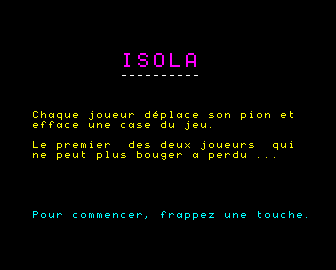 ISOLA
----------
Chaque joueur déplace son pion et
efface une case du jeu.
Le premier  des deux joueurs  qui
ne peut plus bouger a perdu ...
Pour commencer, frappez une touche.